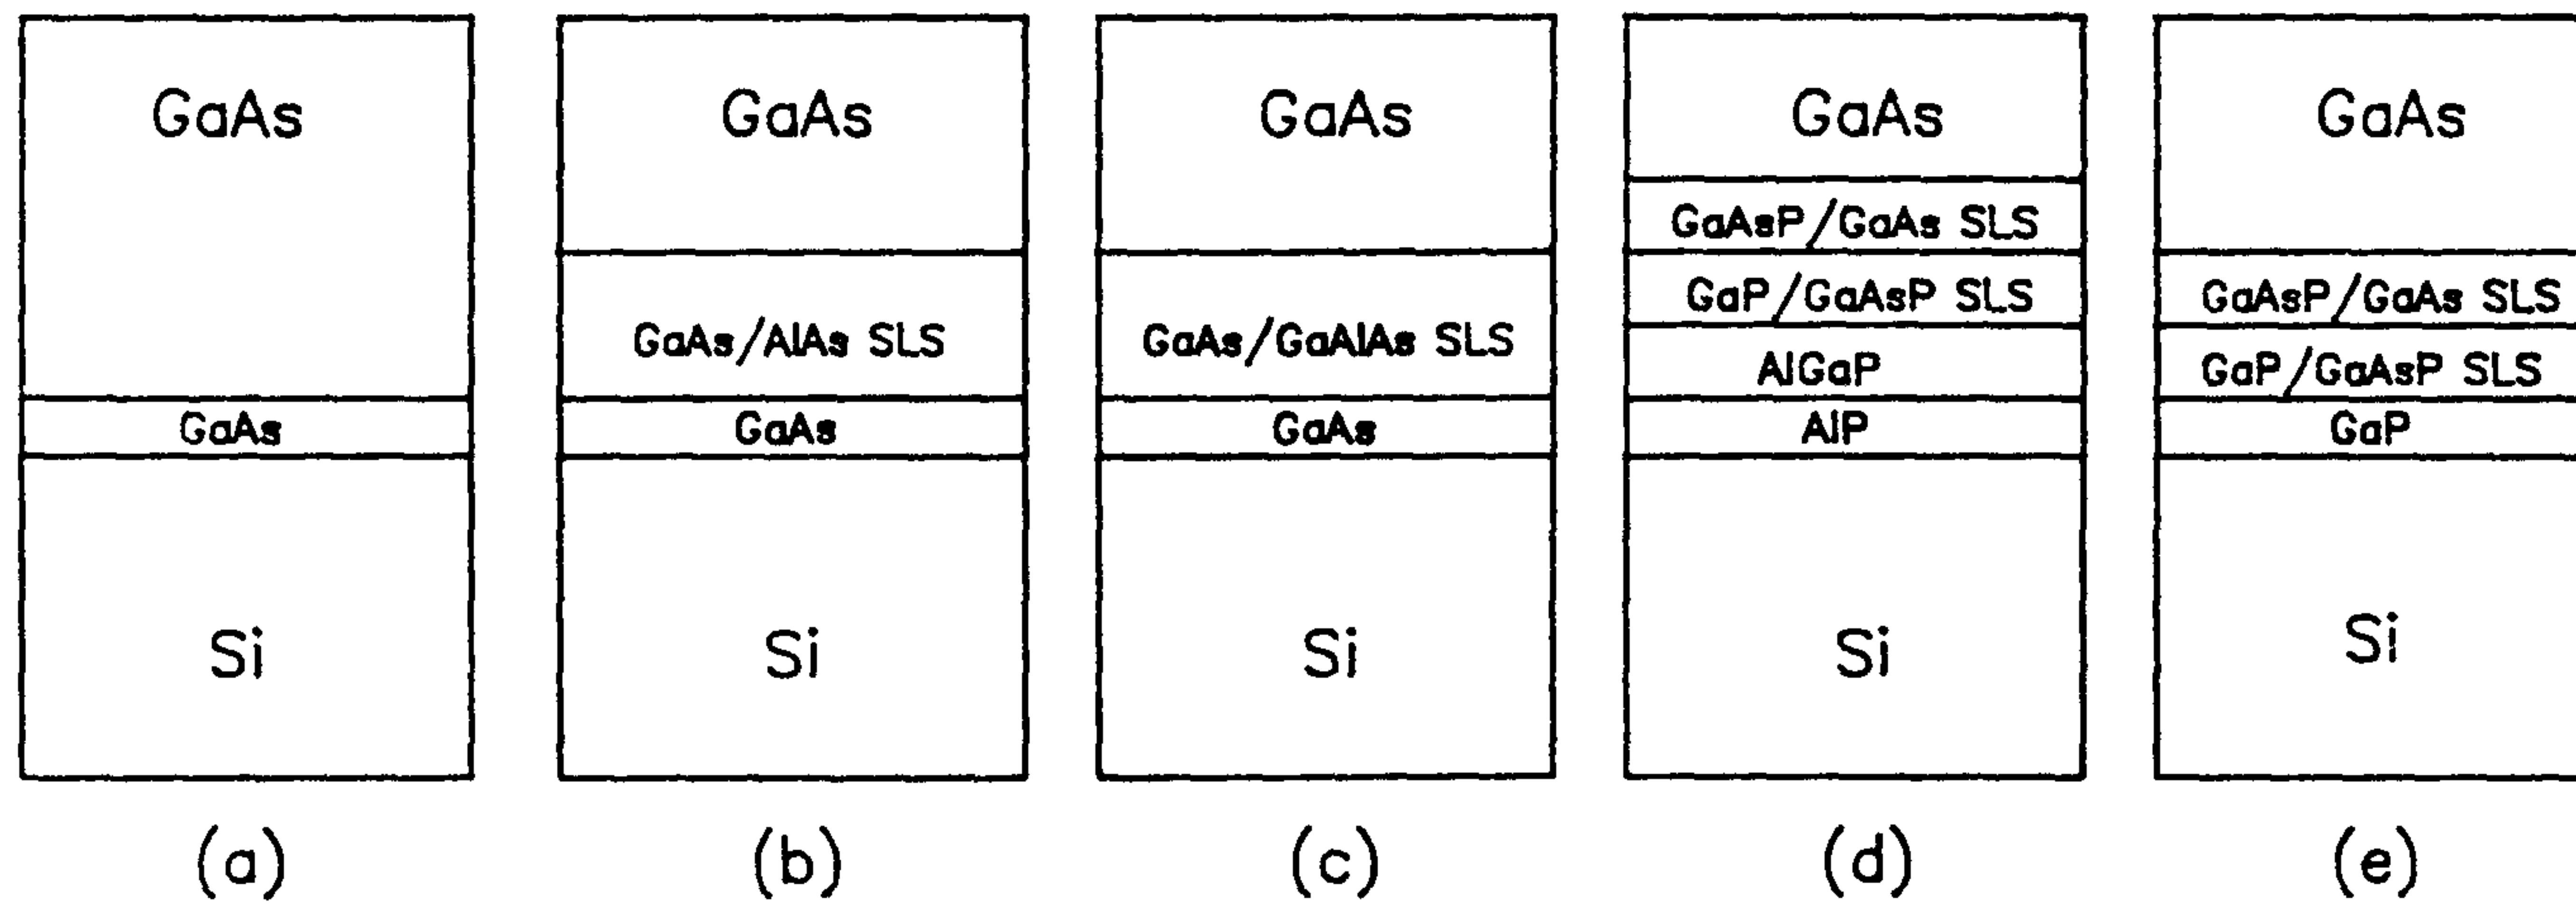 GaAs
GaAs
Si
(a)
GaAs
GaAs/AlAs SLS
GaAs
Si
(b)
GaAs
GaAs/GaAlAs SLS
GaAs
Si
(c)
GaAs
GaAsP/GaAs SLS
GaP/GaAsP SLS
AlGaP
AlP
Si
(d)
GaAs
GaAsP/GaAs SLS
GaP/GaAsP SLS
GaP
Si
(e)